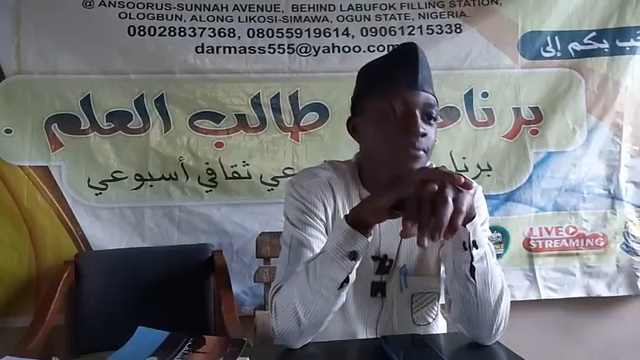 @ ANSOORUS-SUNNAH AVENUE, BEHIND LABUFOK FILLING STATION,
OLOGBUN, ALONG LIKOSI-SIMAWA, OGUN STATE, NIGERIA.
08028837368, 08055919614, 09061215338
darmass555@yahoo.com
بكم إلى
طالب العلم
ثقافي أسبوعي
LIVE
STREAMING